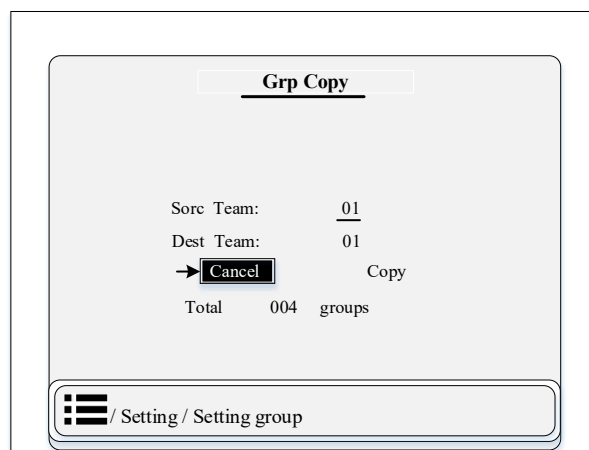 Grp Copy
Sorc Team: 01
Dest Team: 01
Cancel Copy
Total 004 groups
/ Setting / Setting group